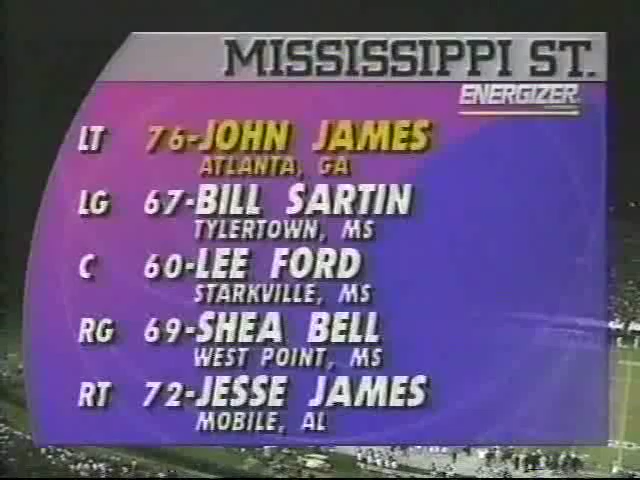 MISSISSIPPI ST.
ENERGIZER
LT 76-JOHN JAMES
ATLANTA, GA
LG 67-BILL SARTIN
TYLERTOWN, MS
C 60-LEE FORD
STARKVILLE, MS
RG 69-SHEA BELL
WEST POINT, MS
RT 72-JESSE JAMES
MOBILE, AL